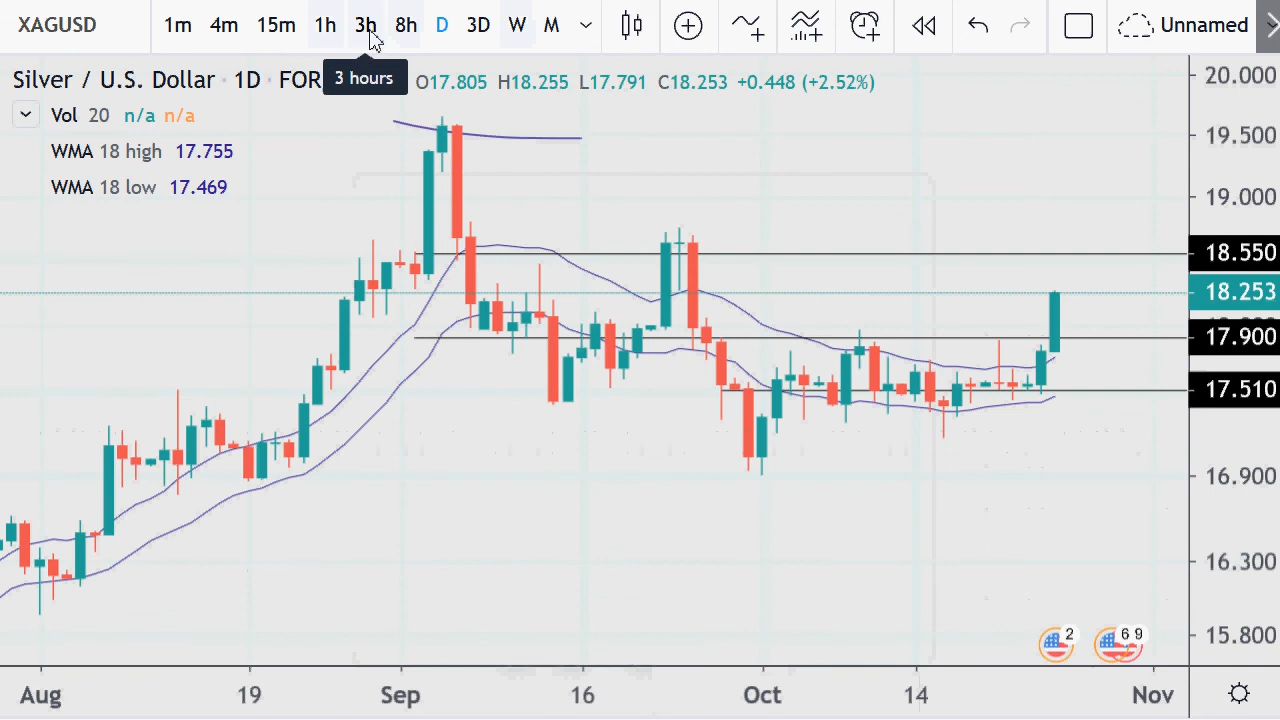 XAGUSD 1m 4m 15m 1h 3h 8h D 3D W M Unnamed
3 hours
Silver / U.S. Dollar · 1D · FOR O17.805 H18.255 L17.791 C18.253 +0.448 (+2.52%)
Vol 20 n/a n/a
WMA 18 high 17.755
WMA 18 low 17.469
20.000
19.500
19.000
18.550
18.253
17.900
17.510
16.900
16.300
15.800
2 6 9
Aug 19 Sep 16 Oct 14 Nov